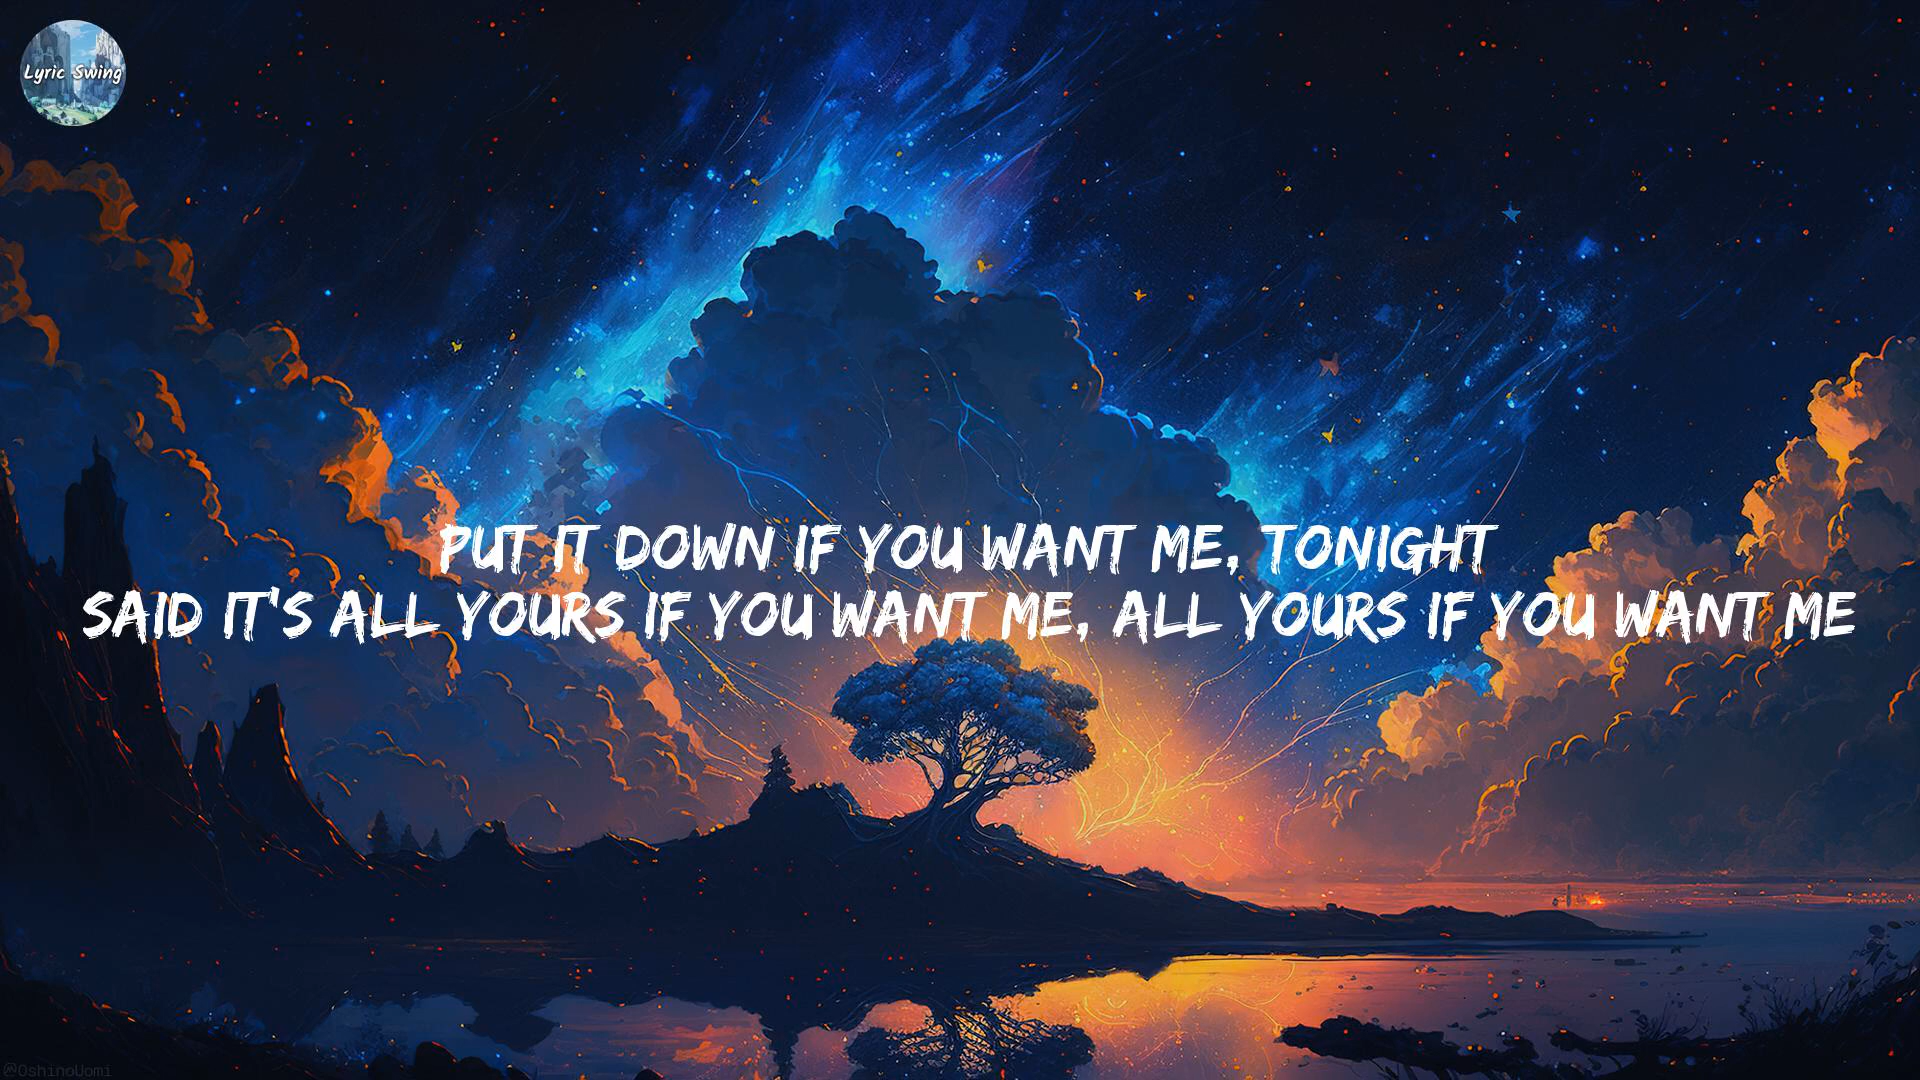 Lyric Swing
PUT IT DOWN IF YOU WANT ME, TONIGHT
SAID IT'S ALL YOURS IF YOU WANT ME, ALL YOURS IF YOU WANT ME
@OshinoUomi